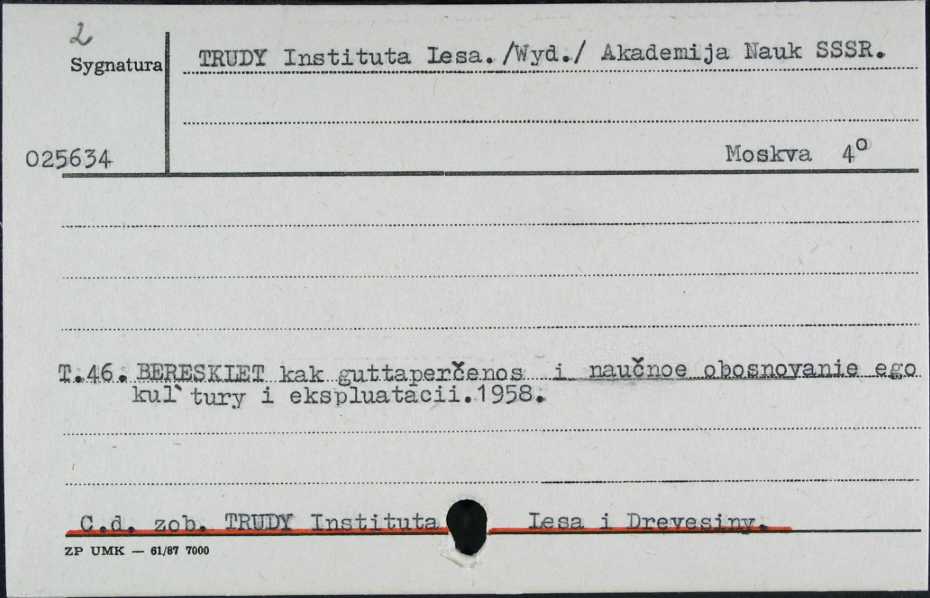 2
Sygnatura
TRUDY Instituta Lesa. /Wyd./ Akademija Nauk SSSR.
025634
Moskva 4°
T.46. BERESKLET kak guttaperčenos i naučnoe obosnovanie ego
kul`tury i ekspluatacii.1958.
C.d. zob. TRUDY Instituta Lesa i Drevesiny.
ZP UMK — 61/87 7000